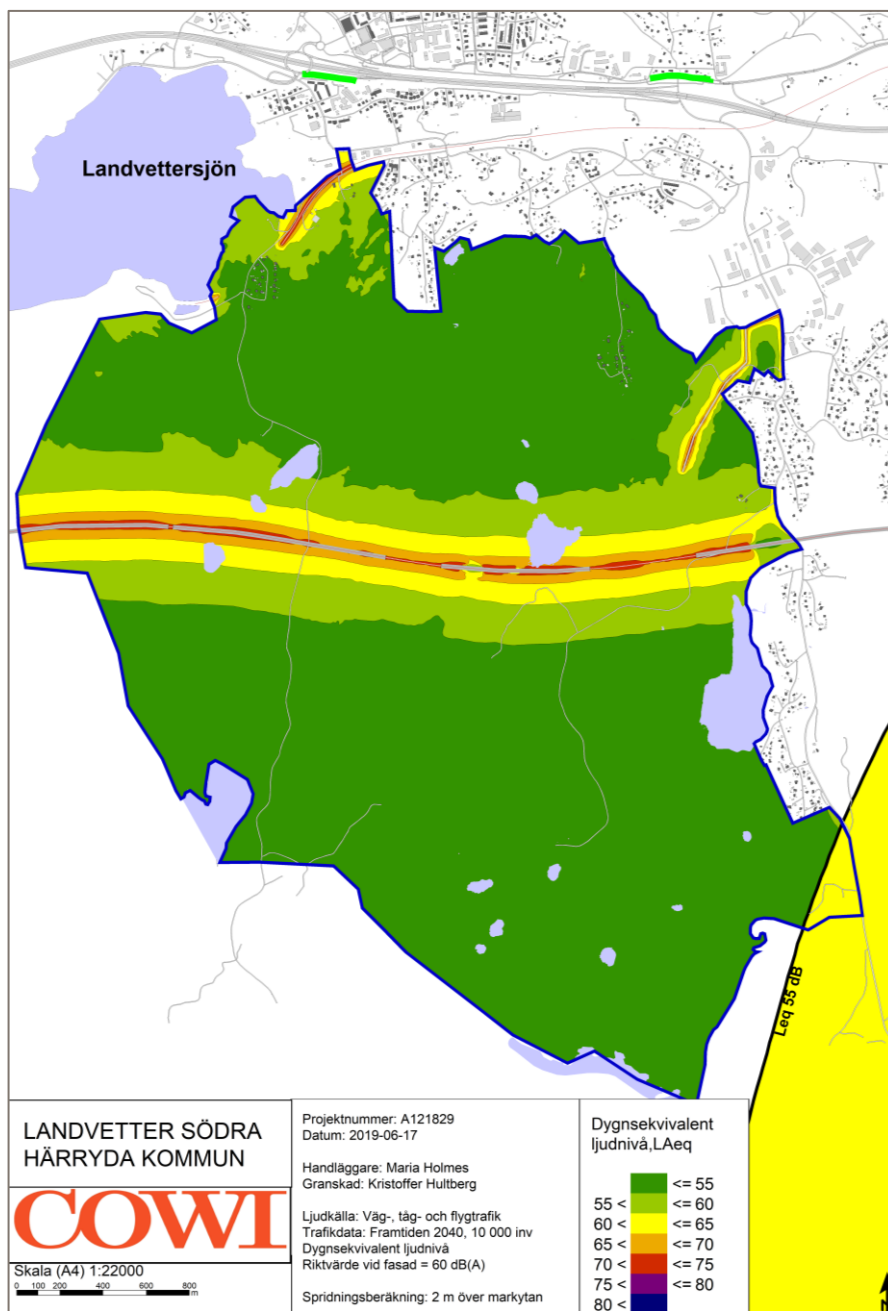 Landvettersjön
Leq 55 dB
LANDVETTER SÖDRA
HÄRRYDA KOMMUN
COWI
Skala (A4) 1:22000
0 100 200 400 600 800
m
Projektnummer: A121829
Datum: 2019-06-17
Handläggare: Maria Holmes
Granskad: Kristoffer Hultberg
Ljudkälla: Väg-, tåg- och flygtrafik
Trafikdata: Framtiden 2040, 10 000 inv
Dygnsekvivalent ljudnivå
Riktvärde vid fasad = 60 dB(A)
Spridningsberäkning: 2 m över markytan
Dygnsekvivalent
ljudnivå,LAeq
<= 55
55 < <= 60
60 < <= 65
65 < <= 70
70 < <= 75
75 < <= 80
80 <